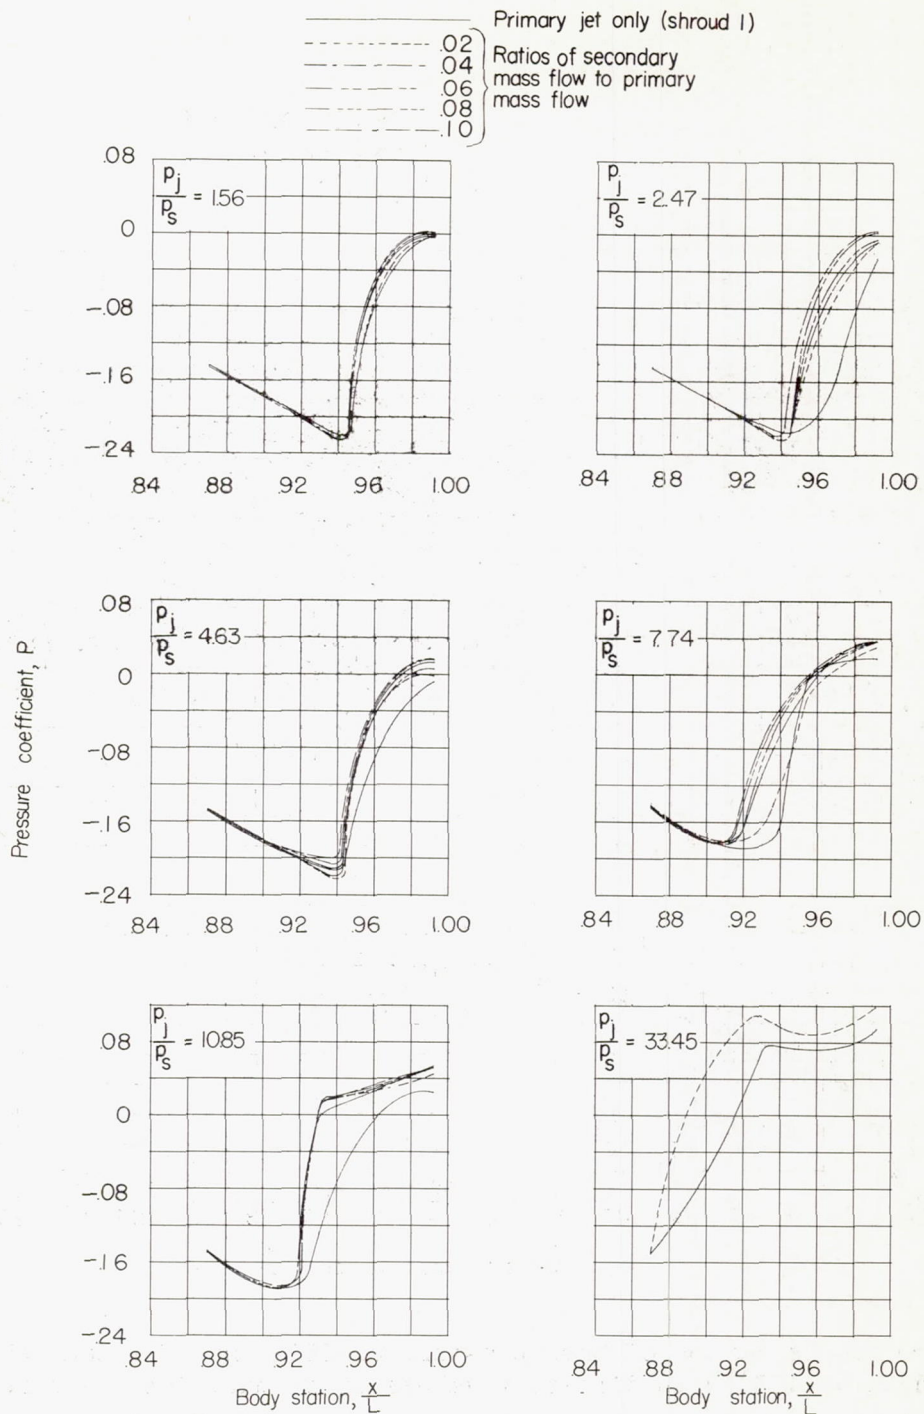 Primary jet only (shroud 1)
.02
.04
.06
.08
.10
Ratios of secondary
mass flow to primary
mass flow
.08
0
-.08
-.16
-.24
pj/ps = 1.56
.84 .88 .92 .96 1.00
pj/ps = 2.47
.84 .88 .92 .96 1.00
Pressure coefficient, P
.08
0
-.08
-.16
-.24
pj/ps = 4.63
.84 .88 .92 .96 1.00
pj/ps = 7.74
.84 .88 .92 .96 1.00
.08
0
-.08
-.16
-.24
pj/ps = 10.85
.84 .88 .92 .96 1.00
Body station, x/L
pj/ps = 33.45
.84 .88 .92 .96 1.00
Body station, x/L